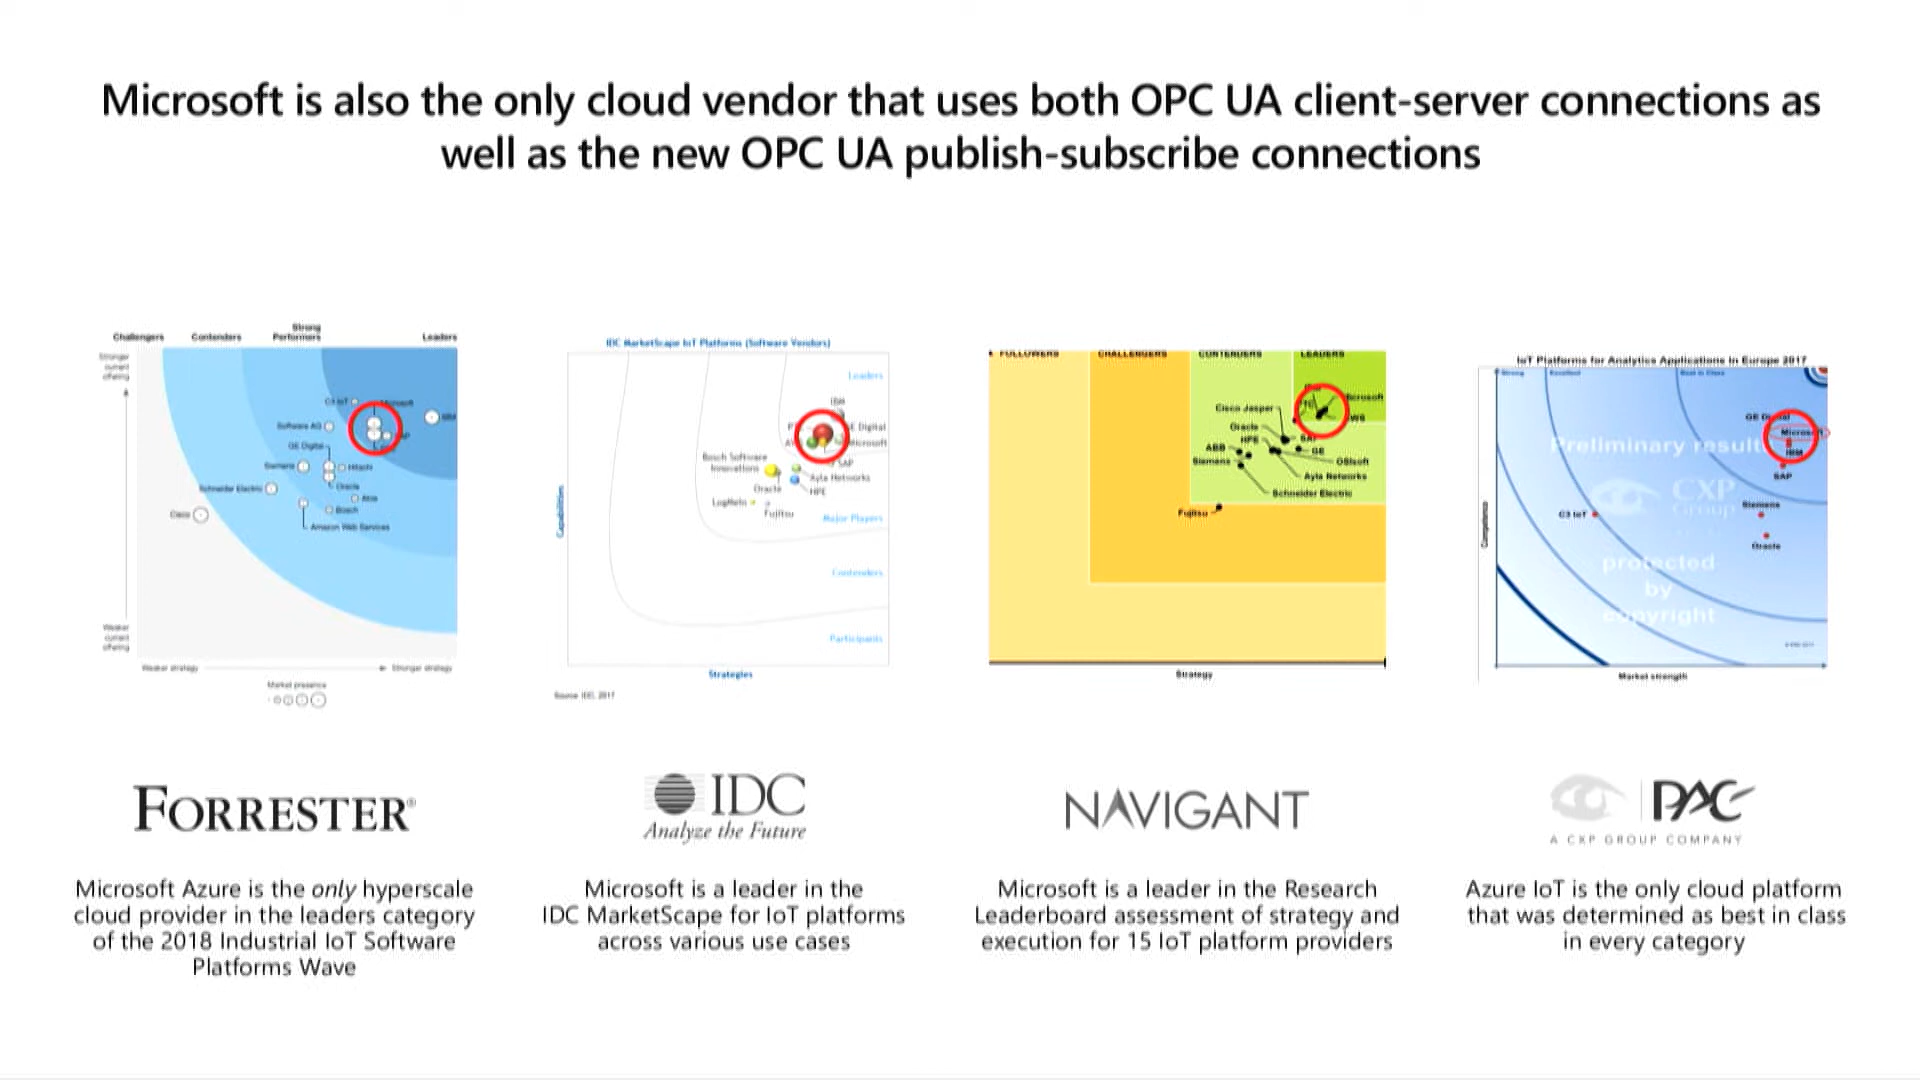 Microsoft is also the only cloud vendor that uses both OPC UA client-server connections as
well as the new OPC UA publish-subscribe connections
Challengers
Contenders
Strong
Performers
Leaders
Stronger
current
offering
C3 IoT
Microsoft
IBM
Software AG
SAP
GE Digital
Siemens
Hitachi
Schneider Electric
Oracle
Atos
Cisco
Bosch
Amazon Web Services
Weaker
current
offering
Weaker strategy
Stronger strategy
Market presence
IDC MarketScape IoT Platforms (Software Vendors)
Leaders
IBM
E Digital
Microsoft
Bosch Software
Innovations
SAP
Ayla Networks
Oracle
HPE
LogMeIn
Fujitsu
Major Players
Capabilities
Contenders
Participants
Strategies
Source: IDC, 2017
FOLLOWERS
CHALLENGERS
CONTENDERS
LEADERS
Microsoft
Cisco Jasper
AWS
Oracle
HPE
SAP
ABB
GE
Siemens
OSIsoft
Ayla Networks
Schneider Electric
Fujitsu
Strategy
IoT Platforms for Analytics Applications in Europe 2017
Strong
Excellent
Best in Class
GE Digital
Microsoft
Preliminary result
IBM
SAP
CXP
Group
Siemens
C3 IoT
Oracle
Competence
protected
by
copyright
Market strength
FORRESTER®
IDC
Analyze the Future
NAVIGANT
PAC
A CXP GROUP COMPANY
Microsoft Azure is the only hyperscale
cloud provider in the leaders category
of the 2018 Industrial IoT Software
Platforms Wave
Microsoft is a leader in the
IDC MarketScape for IoT platforms
across various use cases
Microsoft is a leader in the Research
Leaderboard assessment of strategy and
execution for 15 IoT platform providers
Azure IoT is the only cloud platform
that was determined as best in class
in every category